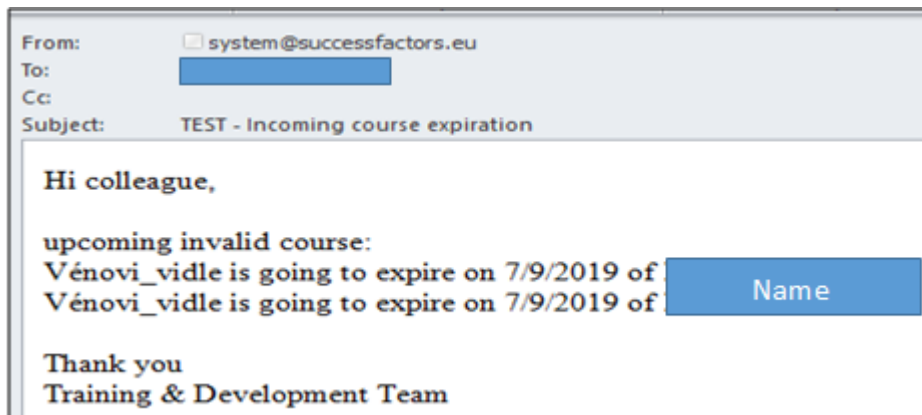 From: system@successfactors.eu
To:
Cc:
Subject: TEST - Incoming course expiration
Hi colleague,
upcoming invalid course:
Vénovi_vidle is going to expire on 7/9/2019 of
Vénovi_vidle is going to expire on 7/9/2019 of
Name
Thank you
Training & Development Team